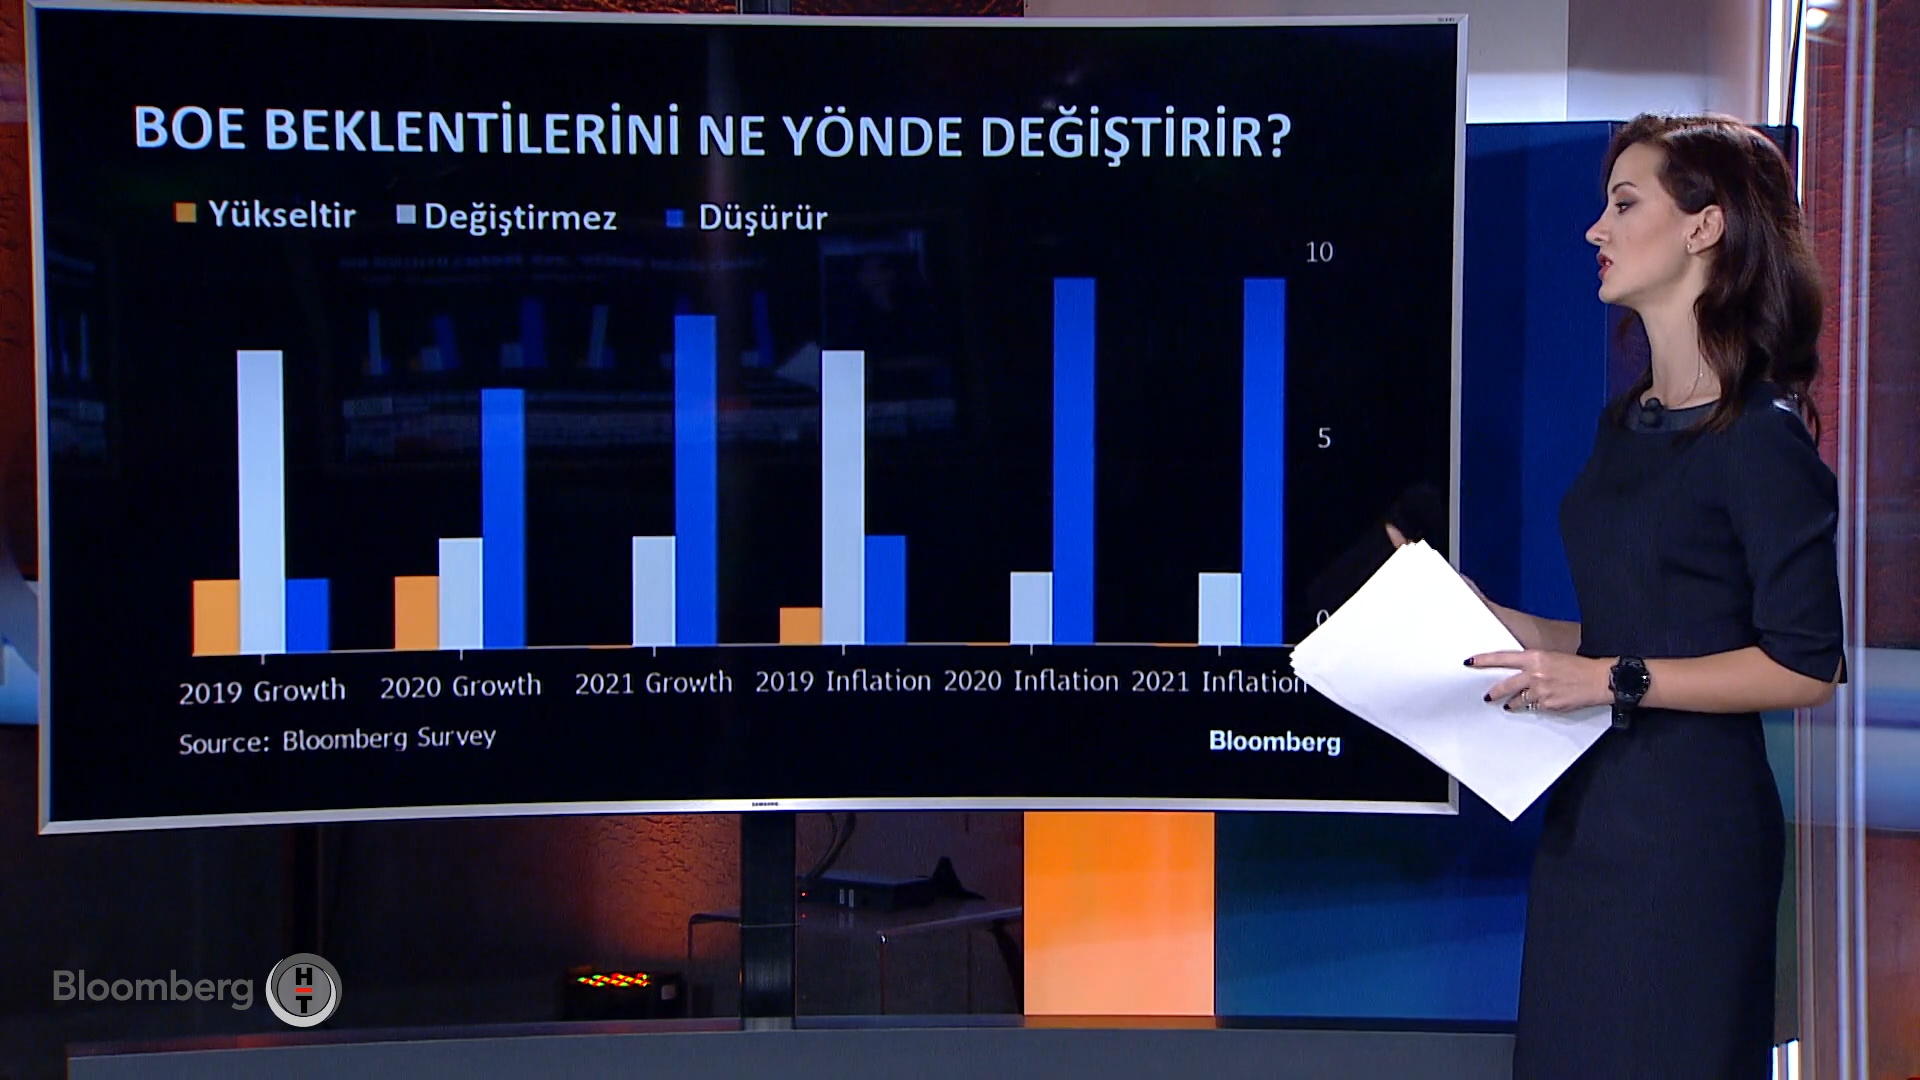 BOE BEKLENTİLERİNİ NE YÖNDE DEĞİŞTİRİR?
Yükseltir Değiştirmez Düşürür
10
5
0
2019 Growth 2020 Growth 2021 Growth 2019 Inflation 2020 Inflation 2021 Inflation
Source: Bloomberg Survey
Bloomberg
SAMSUNG
Bloomberg HT